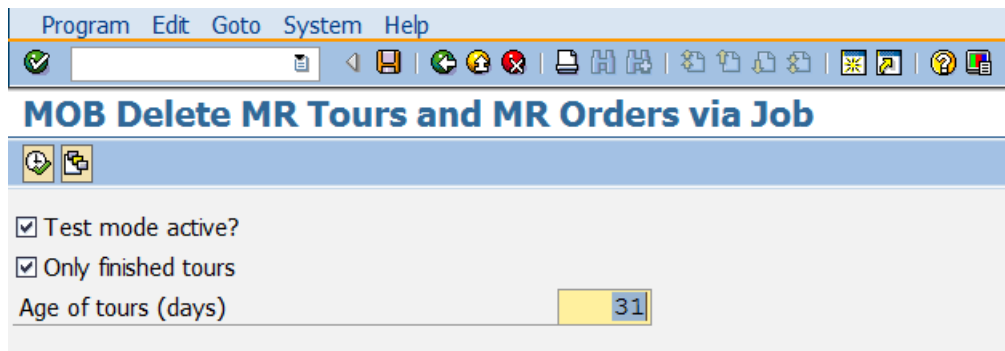 Program Edit Goto System Help
MOB Delete MR Tours and MR Orders via Job
Test mode active?
Only finished tours
Age of tours (days) 31